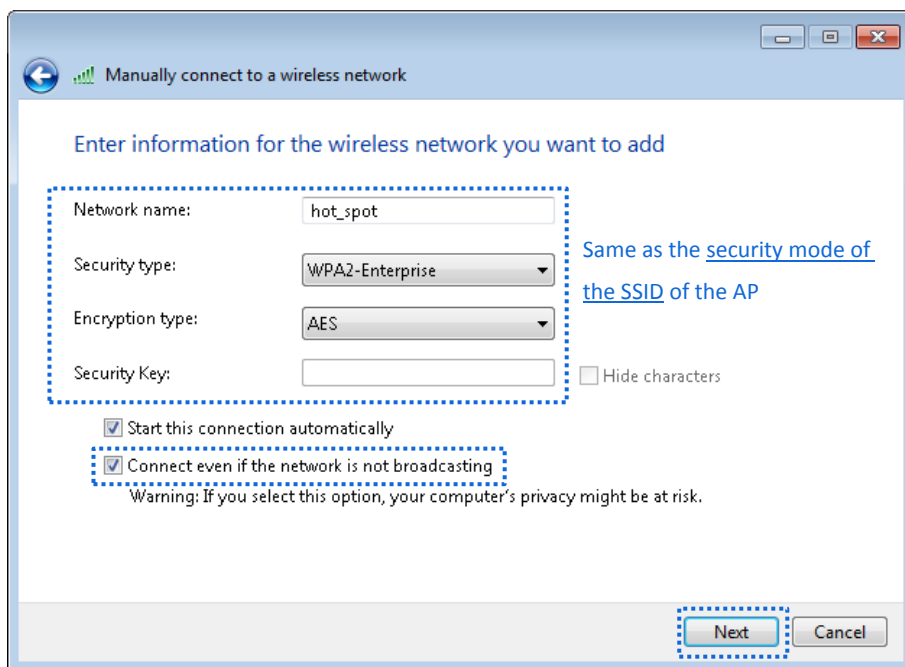 Manually connect to a wireless network
Enter information for the wireless network you want to add
Network name:
hot_spot
Security type:
WPA2-Enterprise
Same as the security mode of
the SSID of the AP
Encryption type:
AES
Security Key:
Hide characters
Start this connection automatically
Connect even if the network is not broadcasting
Warning: If you select this option, your computer's privacy might be at risk.
Next
Cancel